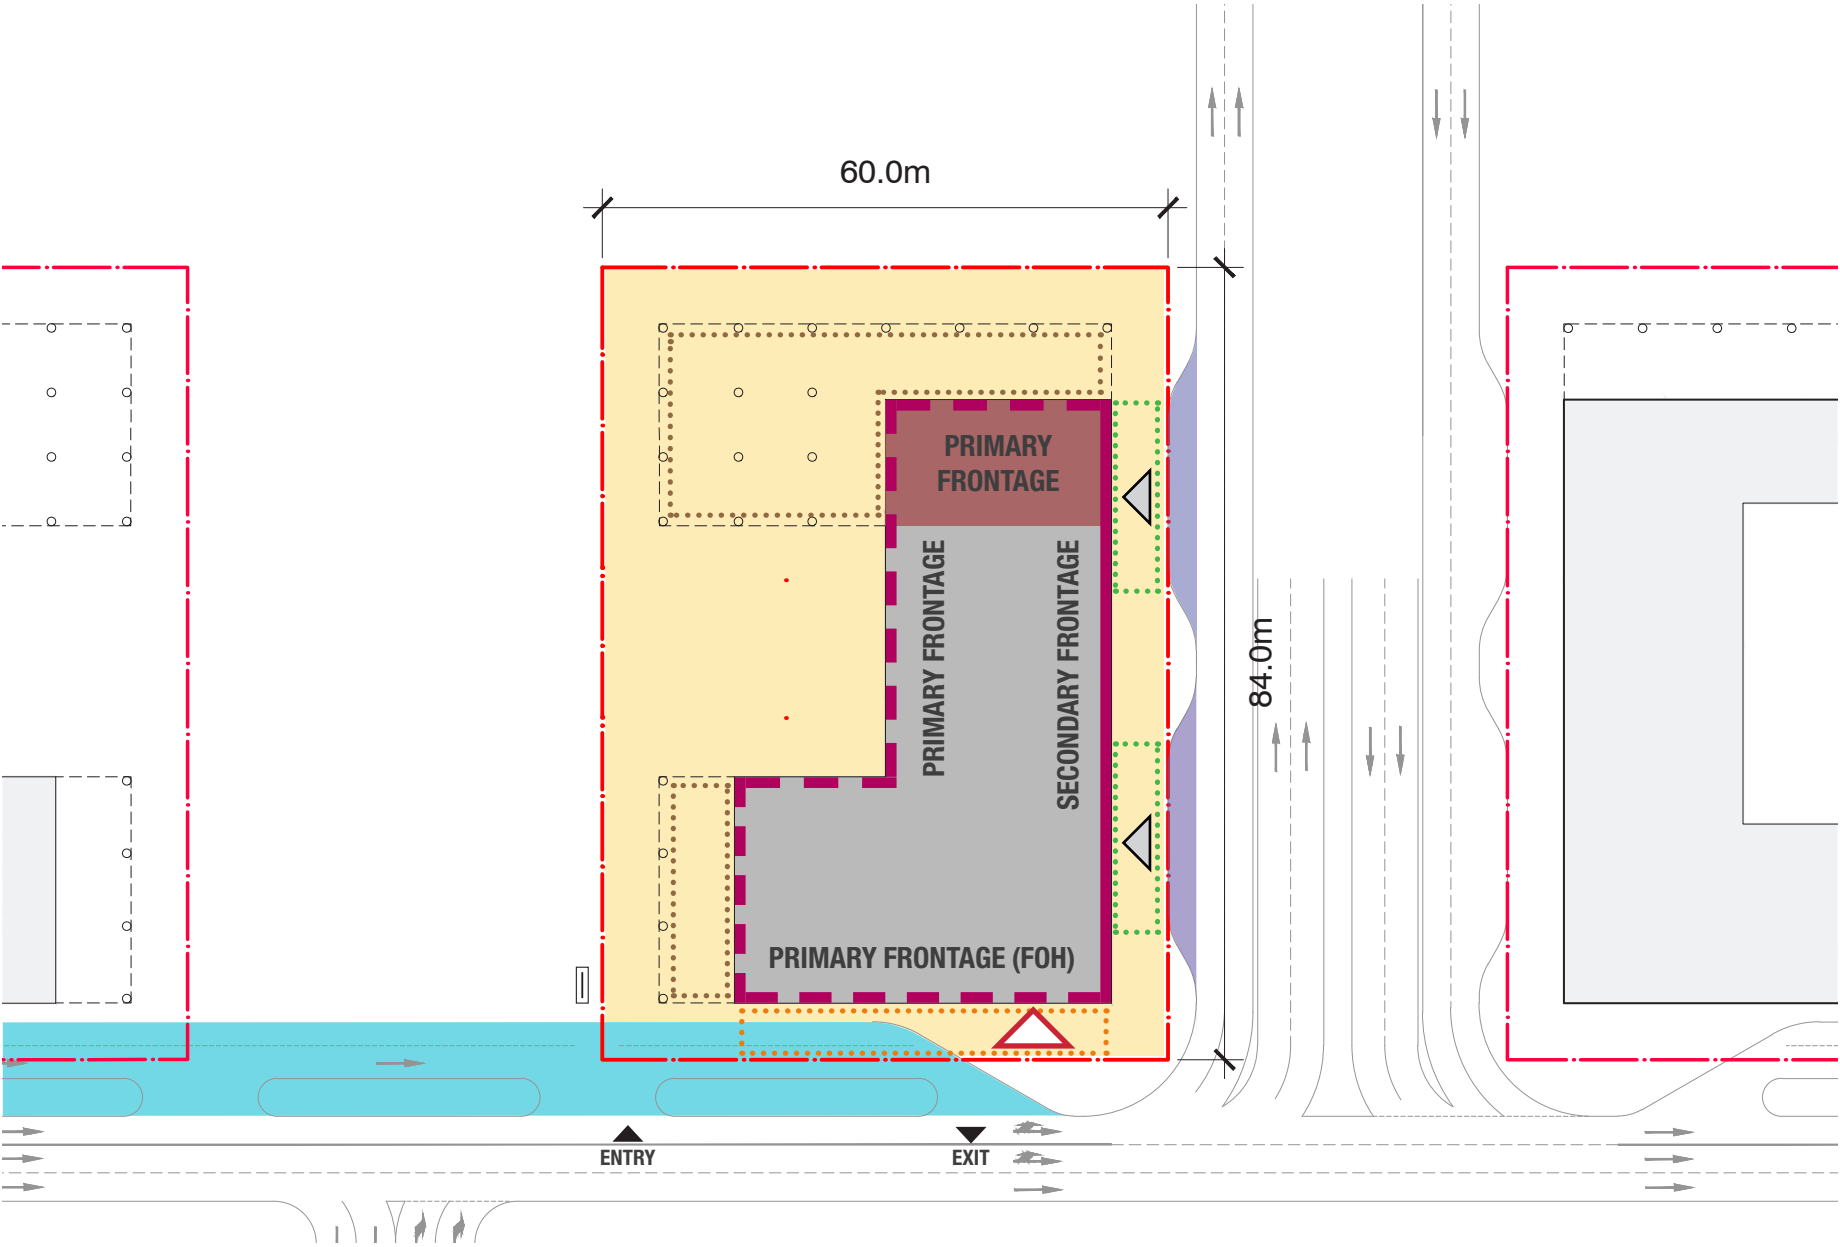 60.0m
PRIMARY
FRONTAGE
PRIMARY FRONTAGE
SECONDARY FRONTAGE
84.0m
PRIMARY FRONTAGE (FOH)
ENTRY
EXIT